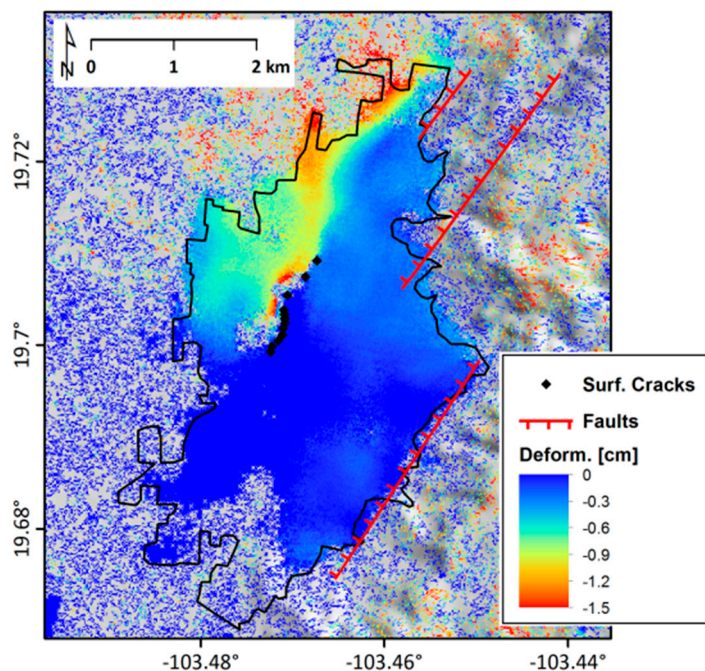 N
0 1 2 km
19.72°
19.7°
19.68°
-103.48° -103.46° -103.44°
Surf. Cracks
Faults
Deform. [cm]
0
-0.3
-0.6
-0.9
-1.2
-1.5